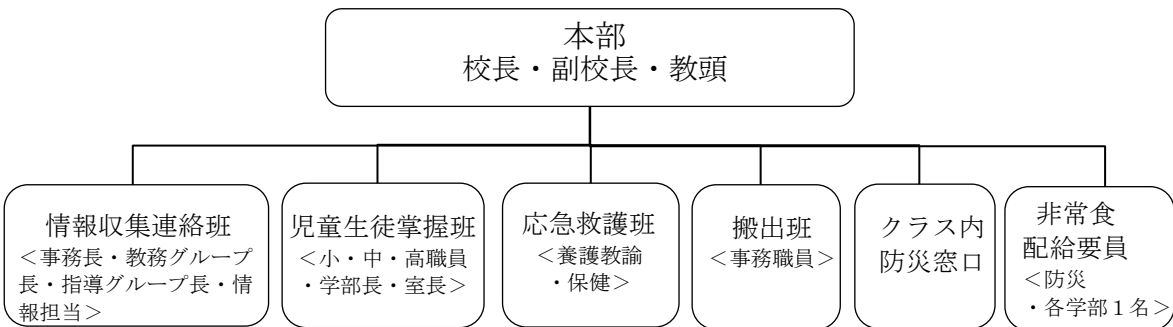 本部
校長・副校長・教頭
情報収集連絡班
＜事務長・教務グループ
長・指導グループ長・情
報担当＞
児童生徒掌握班
＜小・中・高職員
・学部長・室長＞
応急救護班
＜養護教諭
・保健＞
搬出班
＜事務職員＞
クラス内
防災窓口
非常食
配給要員
＜防災
・各学部１名＞